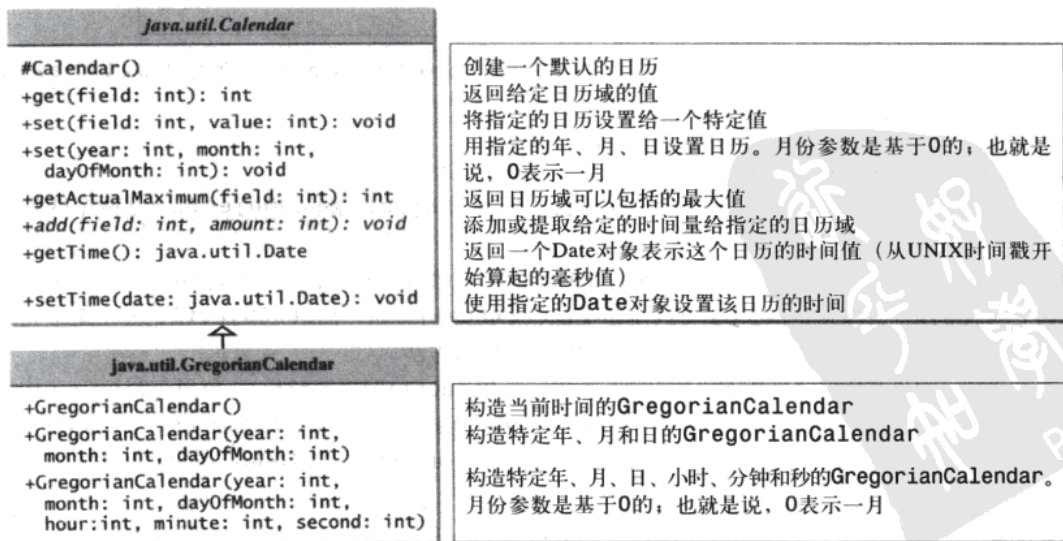 java.util.Calendar
#Calendar()
+get(field: int): int
+set(field: int, value: int): void
+set(year: int, month: int,
dayOfMonth: int): void
+getActualMaximum(field: int): int
+add(field: int, amount: int): void
+getTime(): java.util.Date
+setTime(date: java.util.Date): void
创建一个默认的日历
返回给定日历域的值
将指定的日历设置给一个特定值
用指定的年、月、日设置日历。月份参数是基于0的；也就是
说，0表示一月
返回日历域可以包括的最大值
添加或提取给定的时间量给指定的日历域
返回一个Date对象表示这个日历的时间值（从UNIX时间戳开
始算起的毫秒值）
使用指定的Date对象设置该日历的时间
java.util.GregorianCalendar
+GregorianCalendar()
+GregorianCalendar(year: int,
month: int, dayOfMonth: int)
+GregorianCalendar(year: int,
month: int, dayOfMonth: int,
hour:int, minute: int, second: int)
构造当前时间的GregorianCalendar
构造特定年、月和日的GregorianCalendar
构造特定年、月、日、小时、分钟和秒的GregorianCalendar。
月份参数是基于0的；也就是说，0表示一月